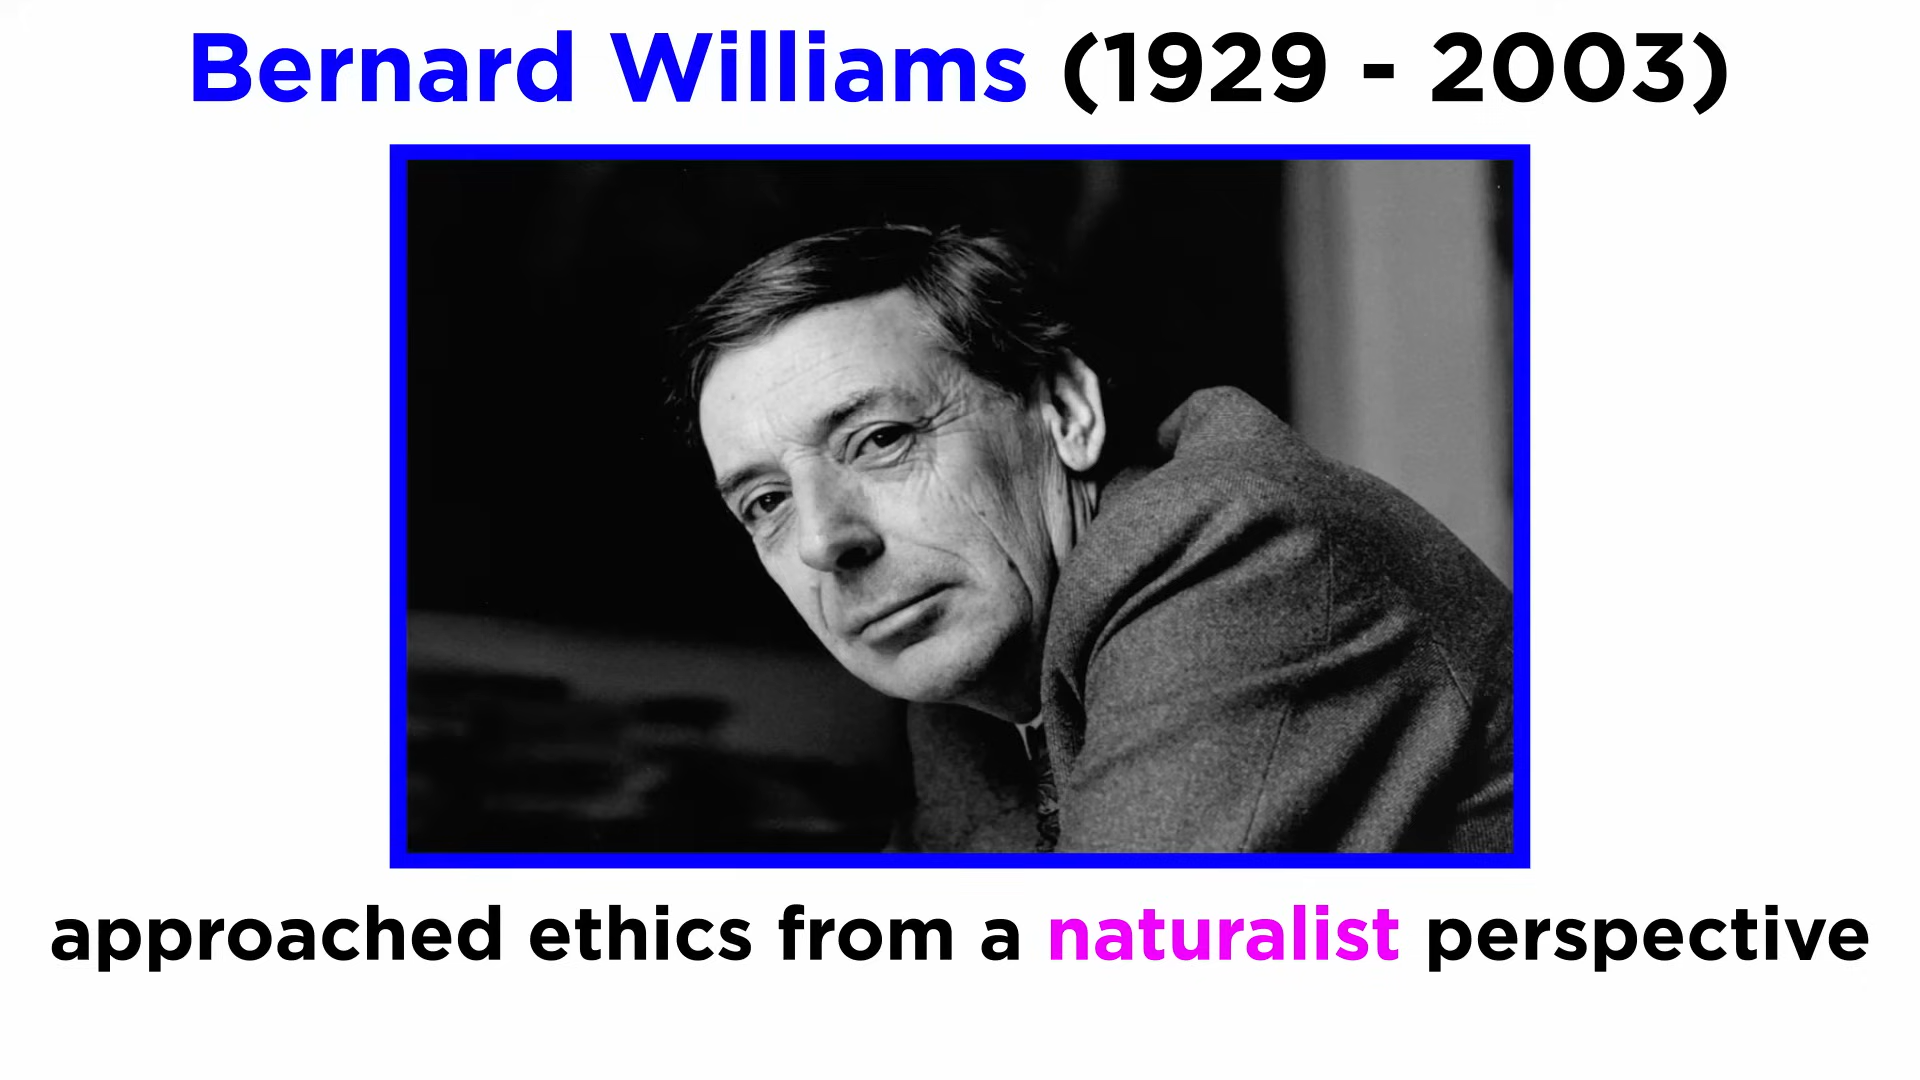 Bernard Williams (1929 - 2003)
approached ethics from a naturalist perspective